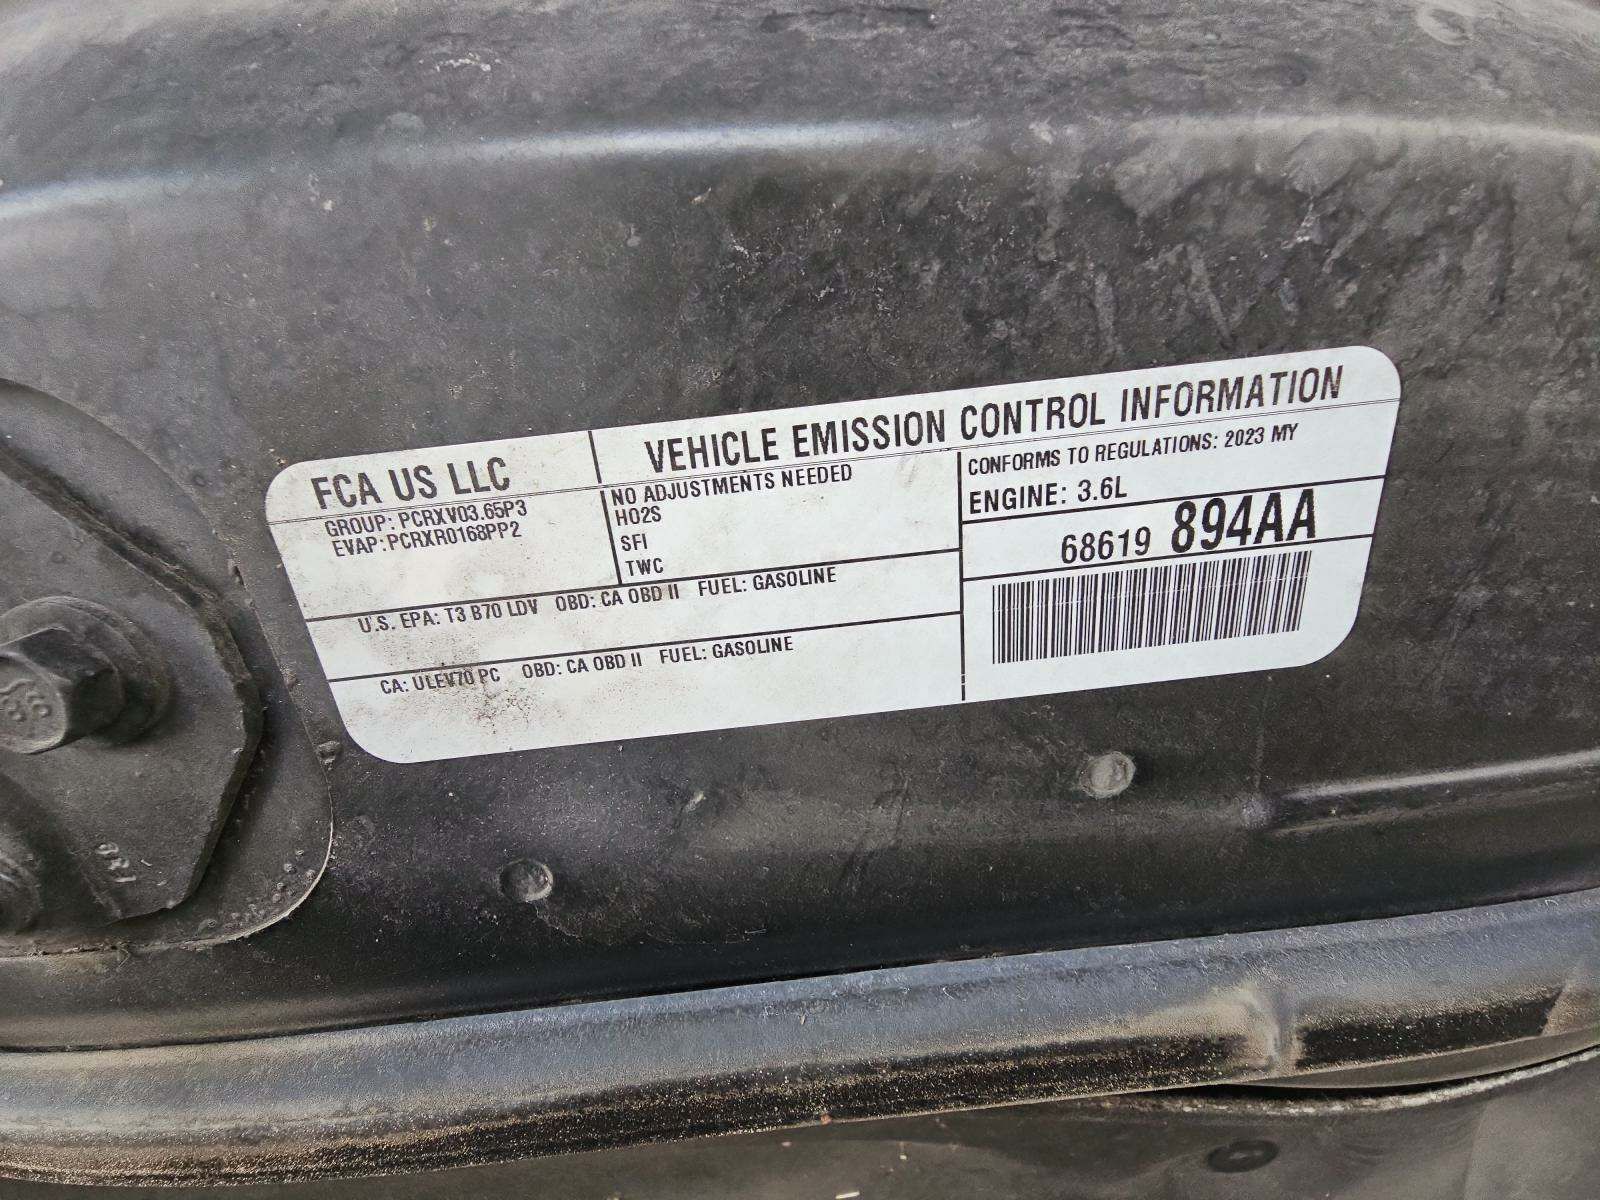 FCA US LLC
VEHICLE EMISSION CONTROL INFORMATION
GROUP: PCRXV03.65P3
EVAP:PCRXR0168PP2
NO ADJUSTMENTS NEEDED
HO2S
SFI
TWC
CONFORMS TO REGULATIONS: 2023 MY
ENGINE: 3.6L
68619 894AA
U.S. EPA: T3 B70 LDV OBD: CA OBD II FUEL: GASOLINE
CA: ULEV70 PC OBD: CA OBD II FUEL: GASOLINE